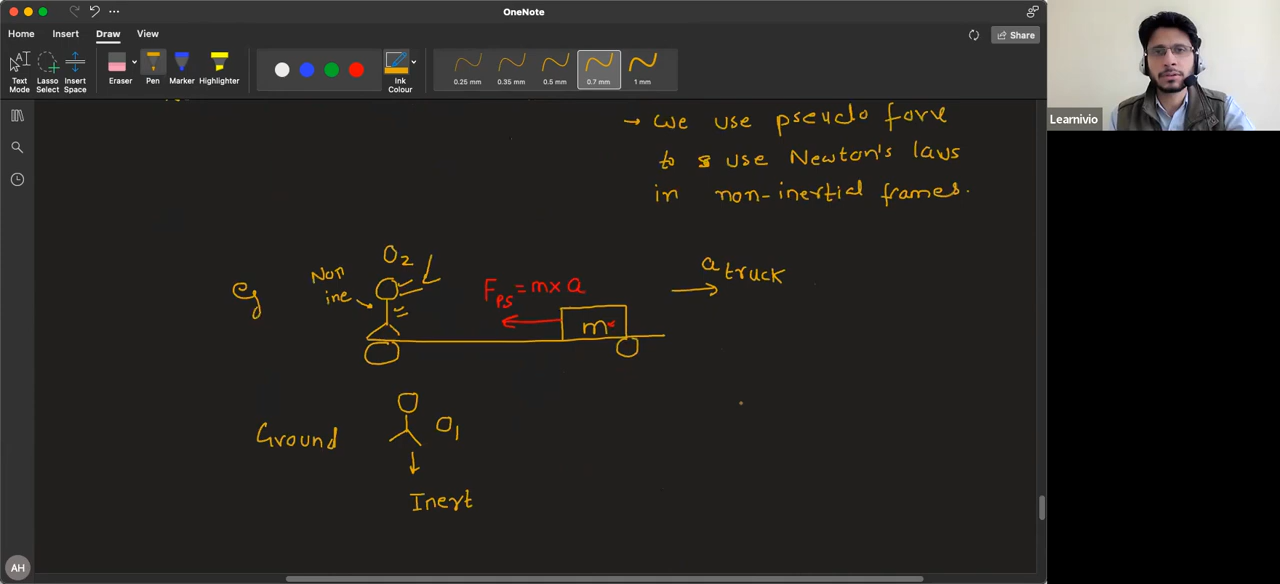 OneNote
Home Insert Draw View
Share
Text Mode
Lasso Select
Insert Space
Eraser
Pen
Marker
Highlighter
Ink Colour
0.25 mm
0.35 mm
0.5 mm
0.7 mm
1 mm
Learnivio
→ we use pseudo
to use Newton's laws
in non-inertial frames.
O2
Non
ine
eg
Fps = m x a
a truck
m
Ground
O1
Inert
AH